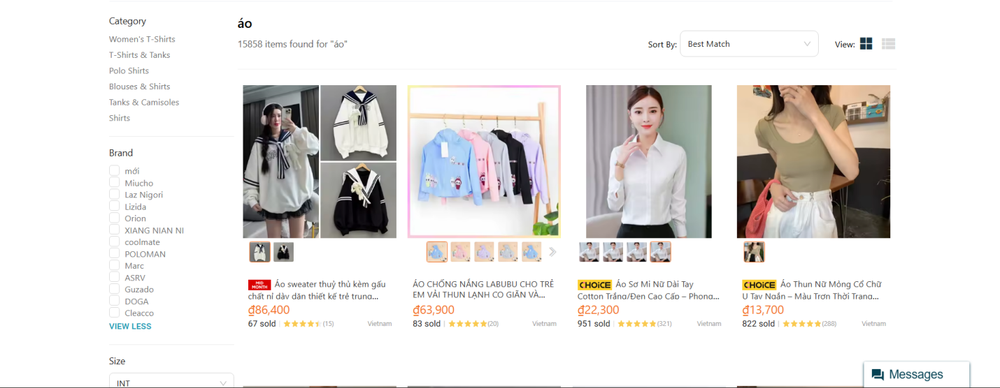 Category
Women's T-Shirts
T-Shirts & Tanks
Polo Shirts
Blouses & Shirts
Tanks & Camisoles
Shirts
Brand
mới
Miucho
Laz Nigori
Lizida
Orion
XIANG NIAN NI
coolmate
POLOMAN
Marc
ASRV
Guzado
DOGA
Cleacco
VIEW LESS
Size
INT
áo
15858 items found for "áo"
Sort By:
Best Match
View:
MID MONTH Áo sweater thuỷ thủ kèm gấu
chất nỉ dày dặn thiết kế trẻ trung...
₫86,400
67 sold (15) Vietnam
ÁO CHỐNG NẮNG LABUBU CHO TRẺ
EM VẢI THUN LẠNH CO GIÃN VÀ...
₫63,900
83 sold (20) Vietnam
CHOICE Áo Sơ Mi Nữ Dài Tay
Cotton Trắng/Đen Cao Cấp – Phong...
₫22,300
951 sold (321) Vietnam
CHOICE Áo Thun Nữ Mỏng Cổ Chữ
U Tay Ngắn – Màu Trơn Thời Trang...
₫13,700
822 sold (288) Vietnam
Messages